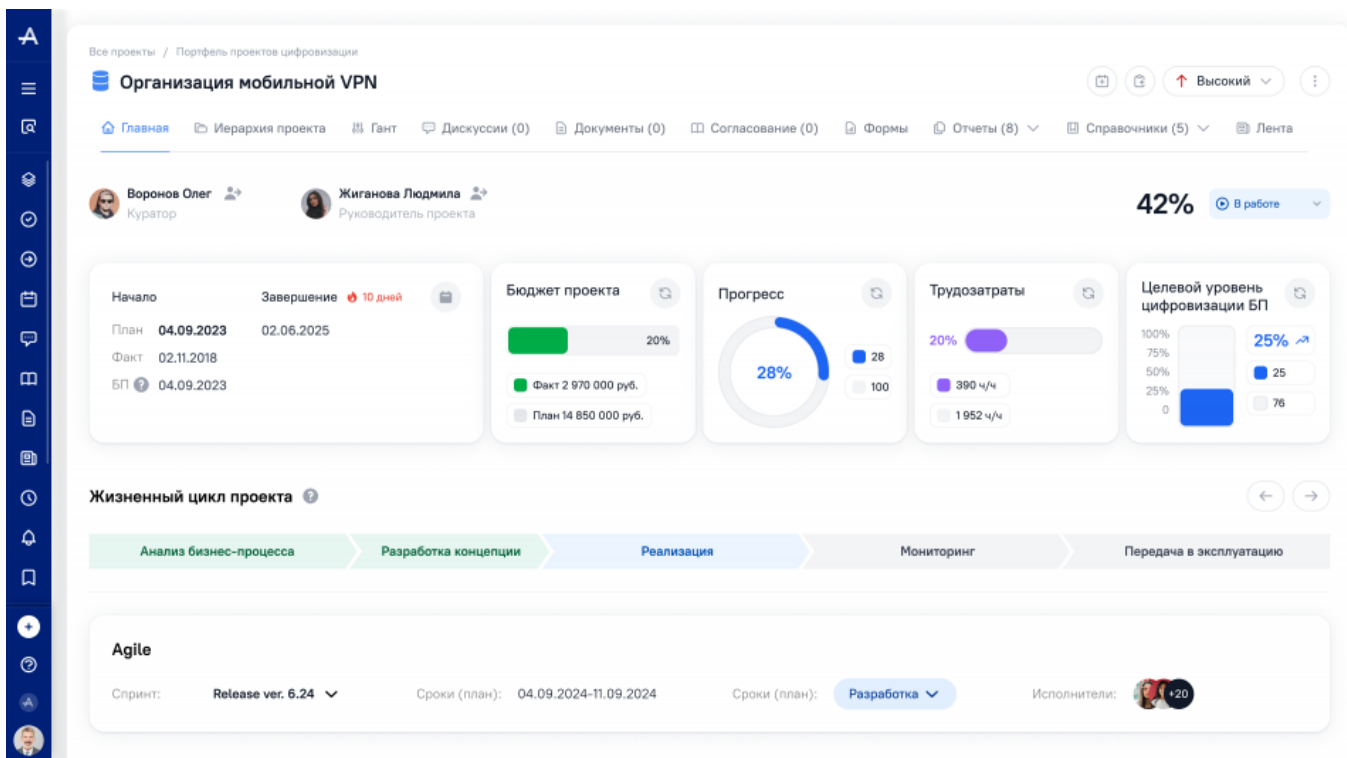 Все проекты / Портфель проектов цифровизации
Организация мобильной VPN
Высокий
Главная Иерархия проекта Гант Дискуссии (0) Документы (0) Согласование (0) Формы Отчеты (8) Справочники (5) Лента
Воронов Олег
Куратор
Жиганова Людмила
Руководитель проекта
42% В работе
Начало Завершение 10 дней
План 04.09.2023 02.06.2025
Факт 02.11.2018
БП ? 04.09.2023
Бюджет проекта
20%
Факт 2 970 000 руб.
План 14 850 000 руб.
Прогресс
28%
28
100
Трудозатраты
20%
390 ч/ч
1 952 ч/ч
Целевой уровень
цифровизации БП
100%
75%
50%
25%
0
25%
25
76
Жизненный цикл проекта ?
Анализ бизнес-процесса Разработка концепции Реализация Мониторинг Передача в эксплуатацию
Agile
Спринт: Release ver. 6.24 Сроки (план): 04.09.2024-11.09.2024 Сроки (план): Разработка Исполнители: +20